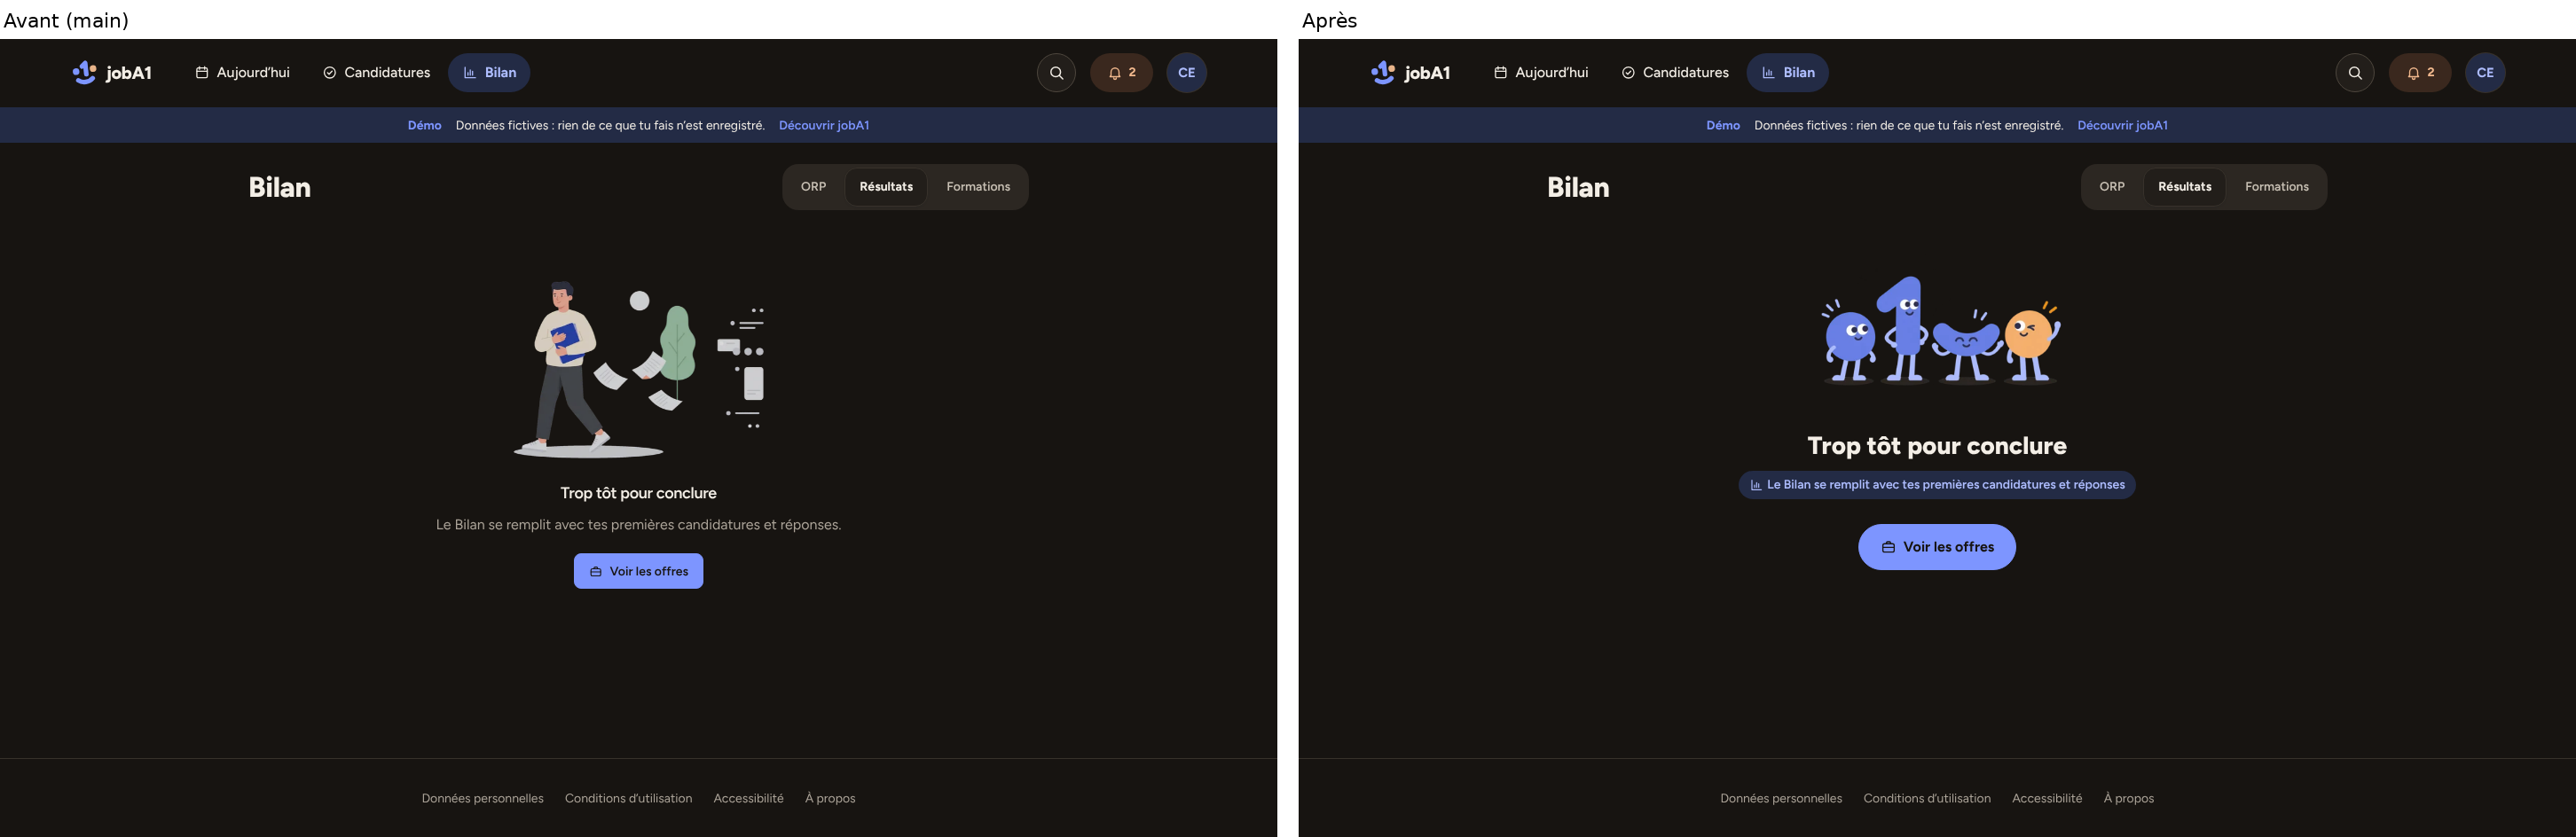 Avant (main)
jobA1 Aujourd'hui Candidatures Bilan 2 CE
Démo Données fictives : rien de ce que tu fais n'est enregistré. Découvrir jobA1
Bilan ORP Résultats Formations
Trop tôt pour conclure
Le Bilan se remplit avec tes premières candidatures et réponses.
Voir les offres
Données personnelles Conditions d'utilisation Accessibilité À propos
Après
jobA1 Aujourd'hui Candidatures Bilan 2 CE
Démo Données fictives : rien de ce que tu fais n'est enregistré. Découvrir jobA1
Bilan ORP Résultats Formations
Trop tôt pour conclure
Le Bilan se remplit avec tes premières candidatures et réponses
Voir les offres
Données personnelles Conditions d'utilisation Accessibilité À propos